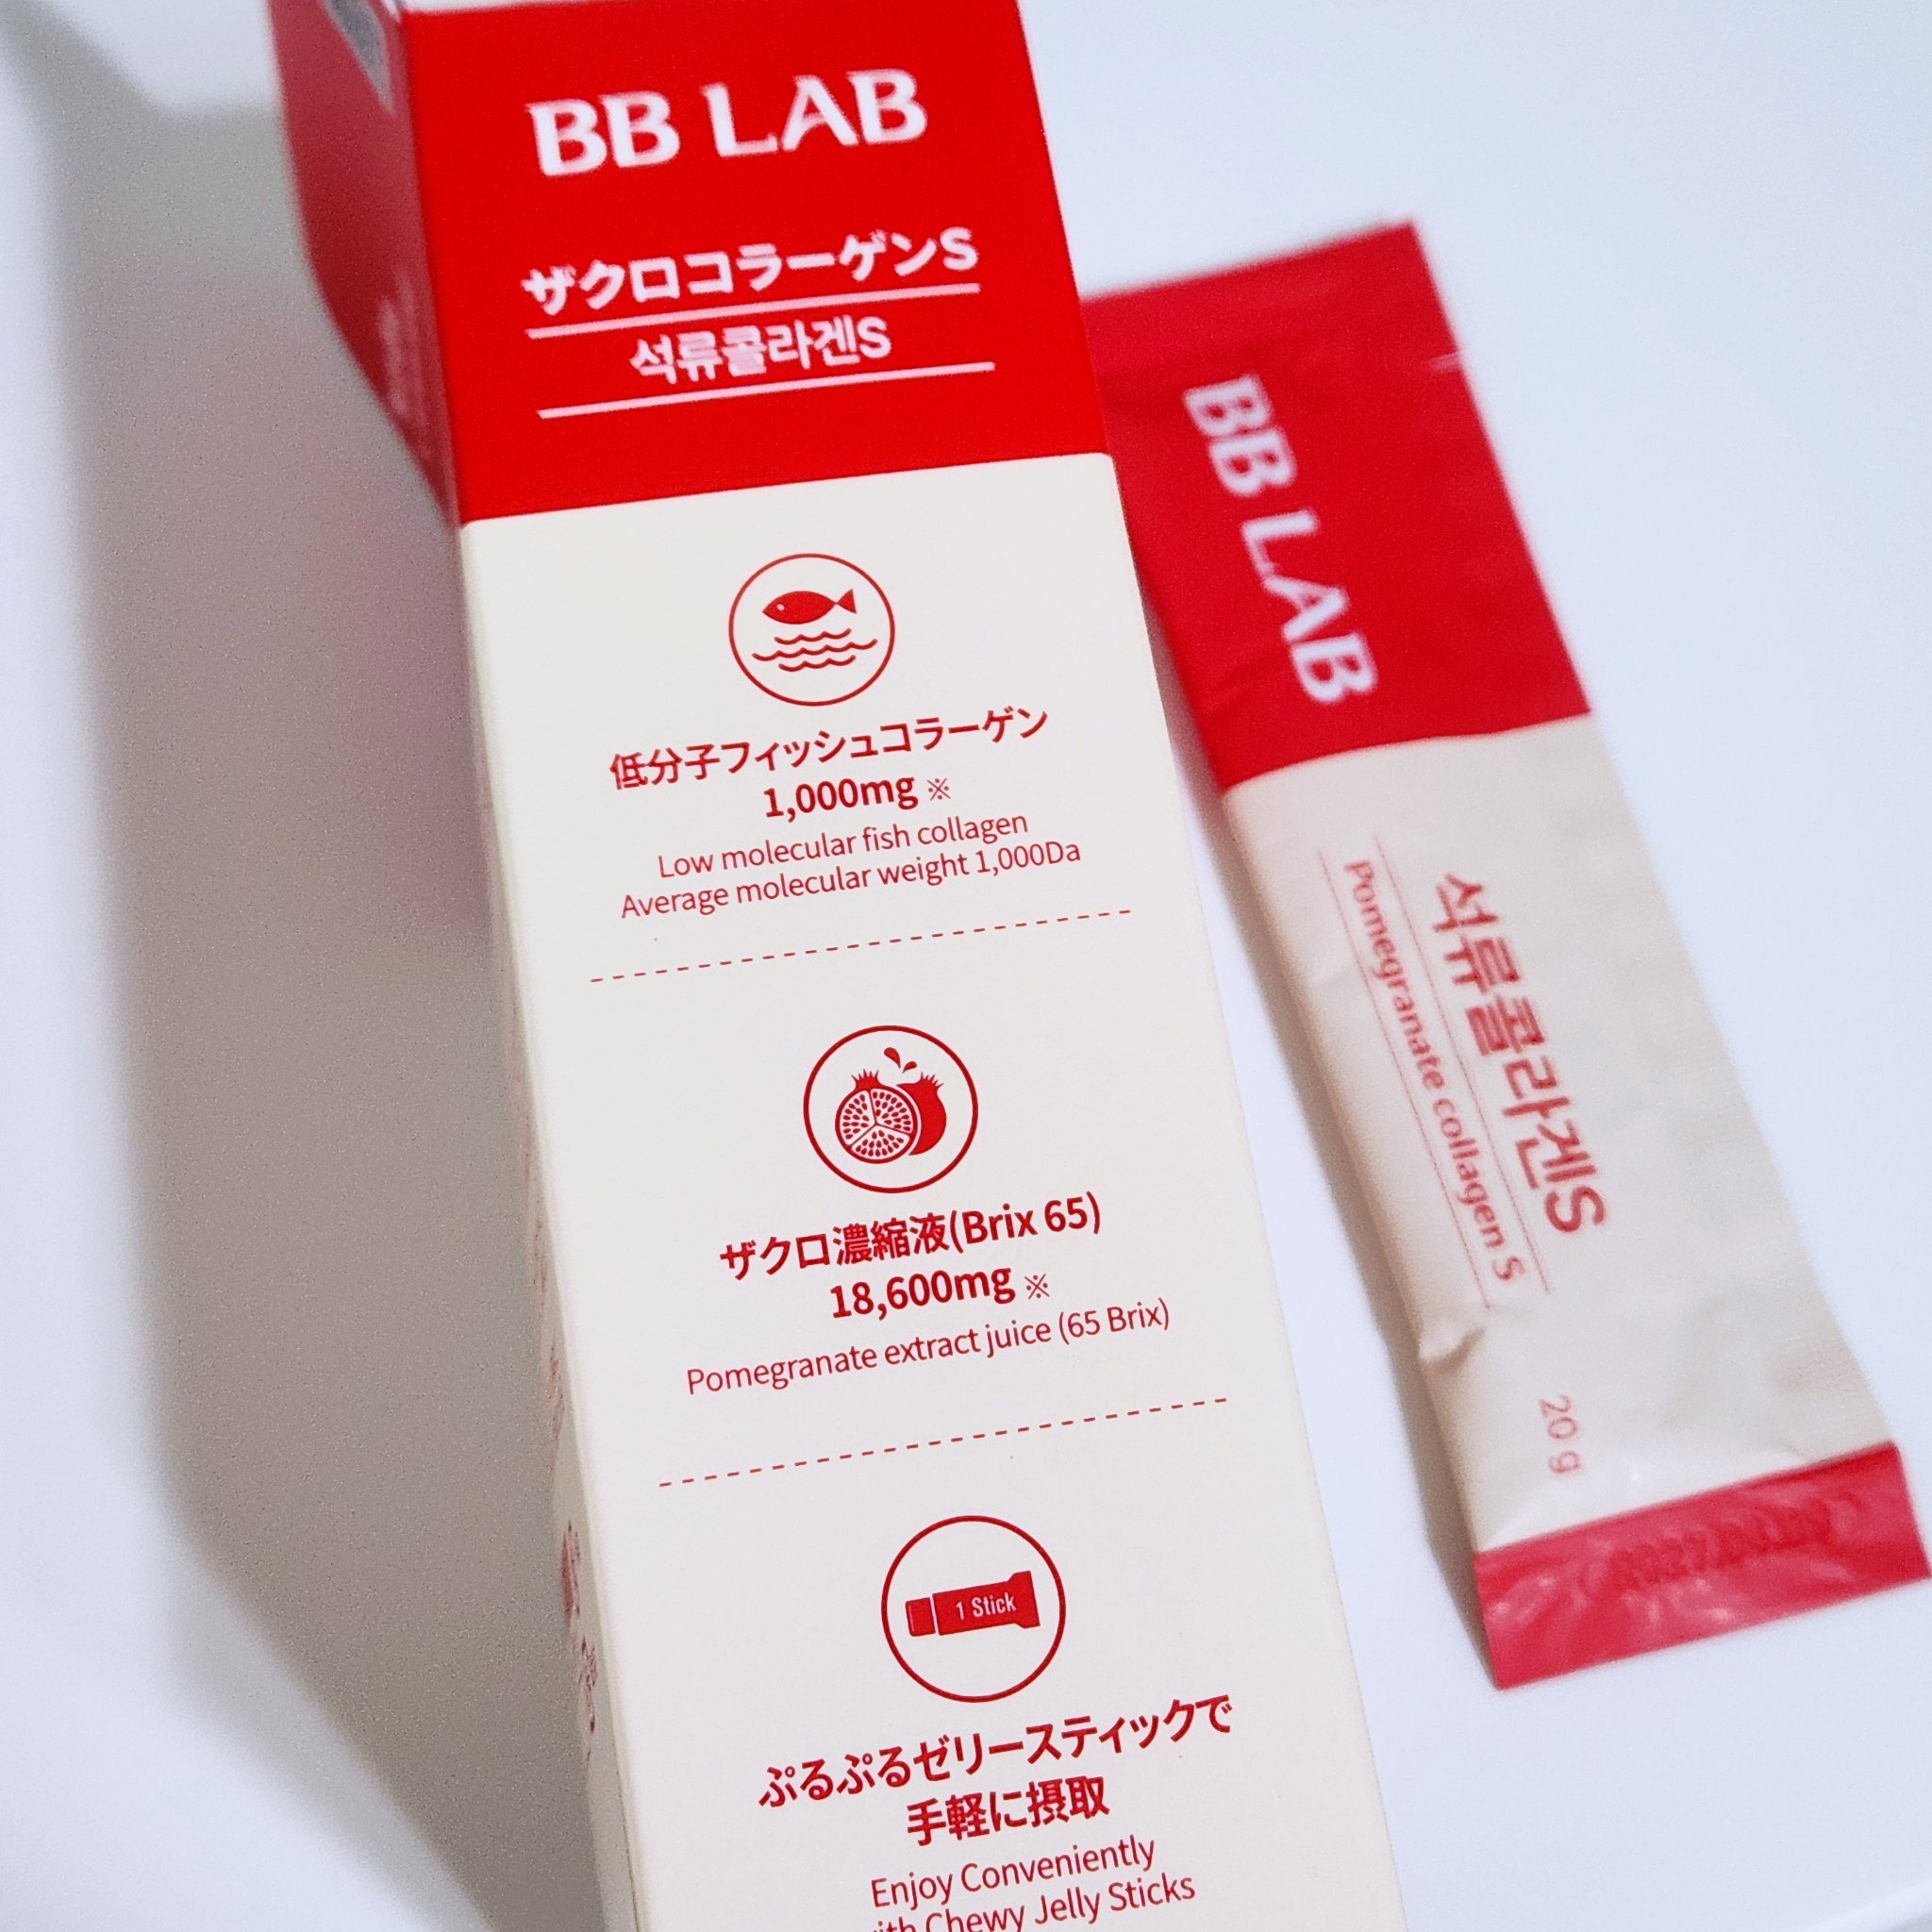 BB LAB
ザクロコラーゲンS
석류콜라겐S
低分子フィッシュコラーゲン
1,000mg ※
Low molecular fish collagen
Average molecular weight 1,000Da
ザクロ濃縮液(Brix 65)
18,600mg ※
Pomegranate extract juice (65 Brix)
1 Stick
ぷるぷるゼリースティックで
手軽に摂取
Enjoy Conveniently
Chewy Jelly Sticks
BB LAB
석류콜라겐S
Pomegranate collagen S
20 g